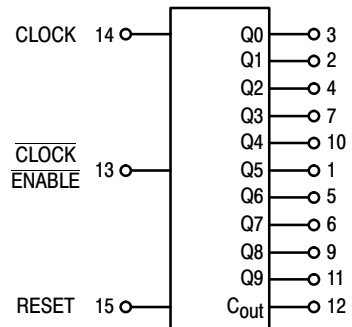 CLOCK 14 Q0 3
Q1 2
Q2 4
Q3 7
Q4 10
CLOCK
ENABLE 13 Q5 1
Q6 5
Q7 6
Q8 9
Q9 11
RESET 15 Cout 12